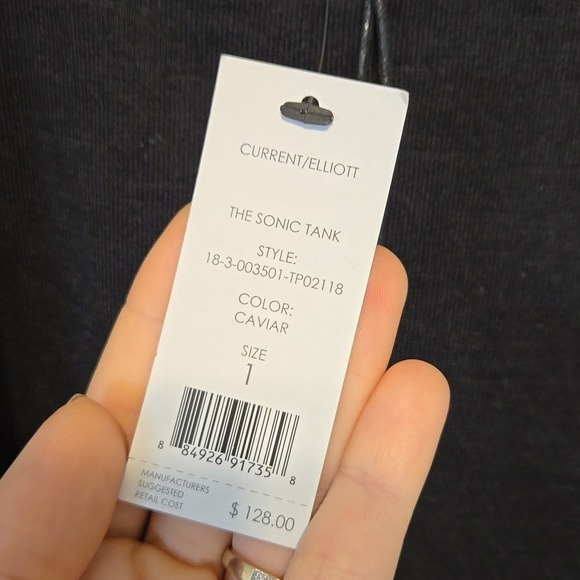 CURRENT/ELLIOTT
THE SONIC TANK
STYLE:
18-3-003501-TP02118
COLOR:
CAVIAR
SIZE
1
8 84926 91735 8
MANUFACTURERS
SUGGESTED
RETAIL COST
$ 128.00